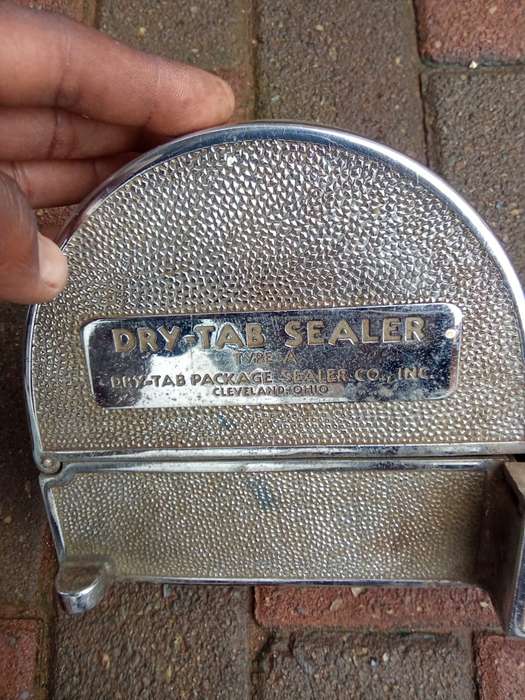 DRY-TAB SEALER
TYPE A
DRY-TAB PACKAGE SEALER CO., INC.
CLEVELAND, OHIO